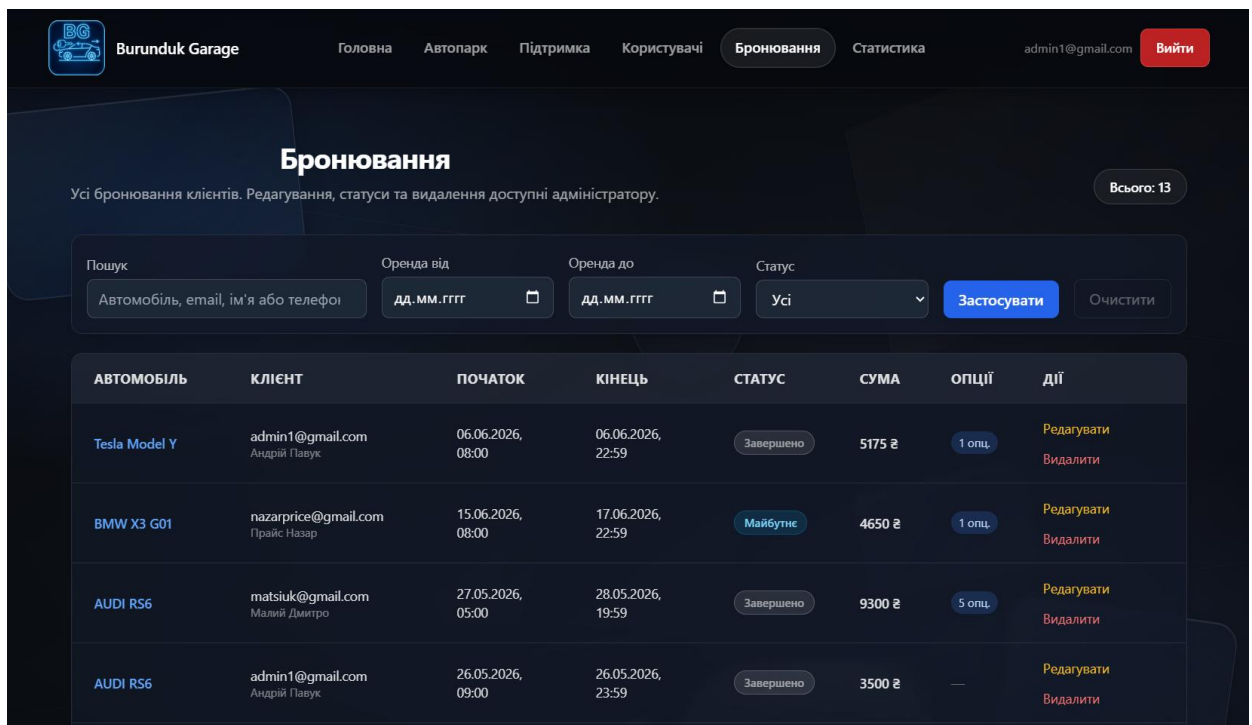 BG
Burunduk Garage
Головна Автопарк Підтримка Користувачі Бронювання Статистика
admin1@gmail.com Вийти
Бронювання
Усі бронювання клієнтів. Редагування, статуси та видалення доступні адміністратору.
Всього: 13
Пошук Оренда від Оренда до Статус
Автомобіль, email, ім'я або телефон дд.мм.гггг дд.мм.гггг Усі Застосувати Очистити
АВТОМОБІЛЬ КЛІЄНТ ПОЧАТОК КІНЕЦЬ СТАТУС СУМА ОПЦІЇ ДІЇ
Tesla Model Y
admin1@gmail.com
Андрій Павук
06.06.2026,
08:00
06.06.2026,
22:59
Завершено
5175 ₴
1 опц.
Редагувати
Видалити
BMW X3 G01
nazarprice@gmail.com
Прайс Назар
15.06.2026,
08:00
17.06.2026,
22:59
Майбутнє
4650 ₴
1 опц.
Редагувати
Видалити
AUDI RS6
matsiuk@gmail.com
Малий Дмитро
27.05.2026,
05:00
28.05.2026,
19:59
Завершено
9300 ₴
5 опц.
Редагувати
Видалити
AUDI RS6
admin1@gmail.com
Андрій Павук
26.05.2026,
09:00
26.05.2026,
23:59
Завершено
3500 ₴
—
Редагувати
Видалити